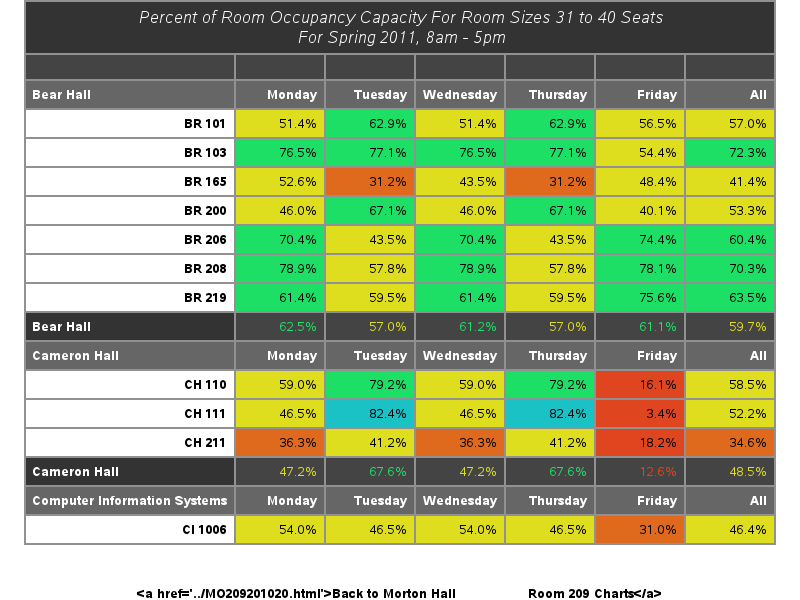 Percent of Room Occupancy Capacity For Room Sizes 31 to 40 Seats
For Spring 2011, 8am - 5pm
Bear Hall Monday Tuesday Wednesday Thursday Friday All
BR 101 51.4% 62.9% 51.4% 62.9% 56.5% 57.0%
BR 103 76.5% 77.1% 76.5% 77.1% 54.4% 72.3%
BR 165 52.6% 31.2% 43.5% 31.2% 48.4% 41.4%
BR 200 46.0% 67.1% 46.0% 67.1% 40.1% 53.3%
BR 206 70.4% 43.5% 70.4% 43.5% 74.4% 60.4%
BR 208 78.9% 57.8% 78.9% 57.8% 78.1% 70.3%
BR 219 61.4% 59.5% 61.4% 59.5% 75.6% 63.5%
Bear Hall 62.5% 57.0% 61.2% 57.0% 61.1% 59.7%
Cameron Hall Monday Tuesday Wednesday Thursday Friday All
CH 110 59.0% 79.2% 59.0% 79.2% 16.1% 58.5%
CH 111 46.5% 82.4% 46.5% 82.4% 3.4% 52.2%
CH 211 36.3% 41.2% 36.3% 41.2% 18.2% 34.6%
Cameron Hall 47.2% 67.6% 47.2% 67.6% 12.6% 48.5%
Computer Information Systems Monday Tuesday Wednesday Thursday Friday All
CI 1006 54.0% 46.5% 54.0% 46.5% 31.0% 46.4%
<a href='../MO209201020.html'>Back to Morton Hall Room 209 Charts</a>